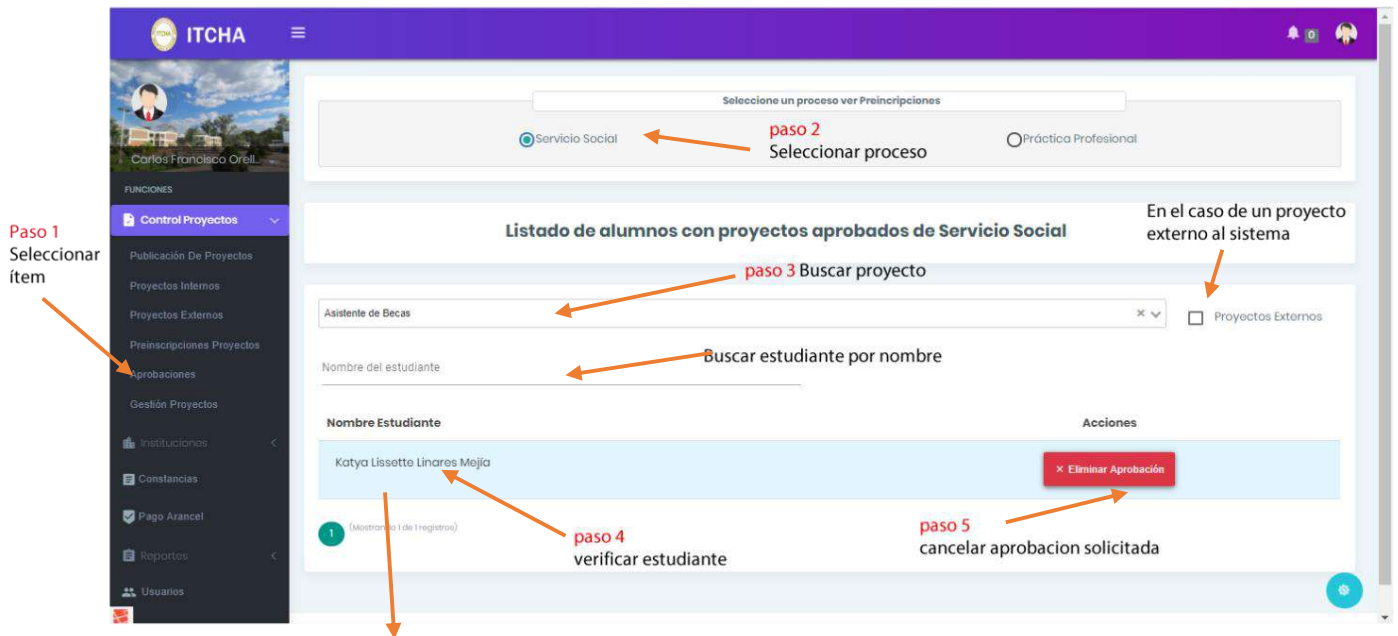 ITCHA
0
Carlos Francisco Orell..
FUNCIONES
Control Proyectos
Publicación De Proyectos
Proyectos Internos
Proyectos Externos
Preinscripciones Proyectos
Aprobaciones
Gestión Proyectos
Instituciones
Constancias
Pago Arancel
Reportes
Usuarios
Paso 1
Seleccionar
ítem
Seleccione un proceso ver Preincripciones
Servicio Social
paso 2
Seleccionar proceso
Práctica Profesional
Listado de alumnos con proyectos aprobados de Servicio Social
En el caso de un proyecto
externo al sistema
paso 3 Buscar proyecto
Asistente de Becas
Proyectos Externos
Buscar estudiante por nombre
Nombre del estudiante
Nombre Estudiante
Acciones
Katya Lissette Linares Mejía
× Eliminar Aprobación
1
(Mostrando 1 de 1 registros)
paso 4
verificar estudiante
paso 5
cancelar aprobacion solicitada